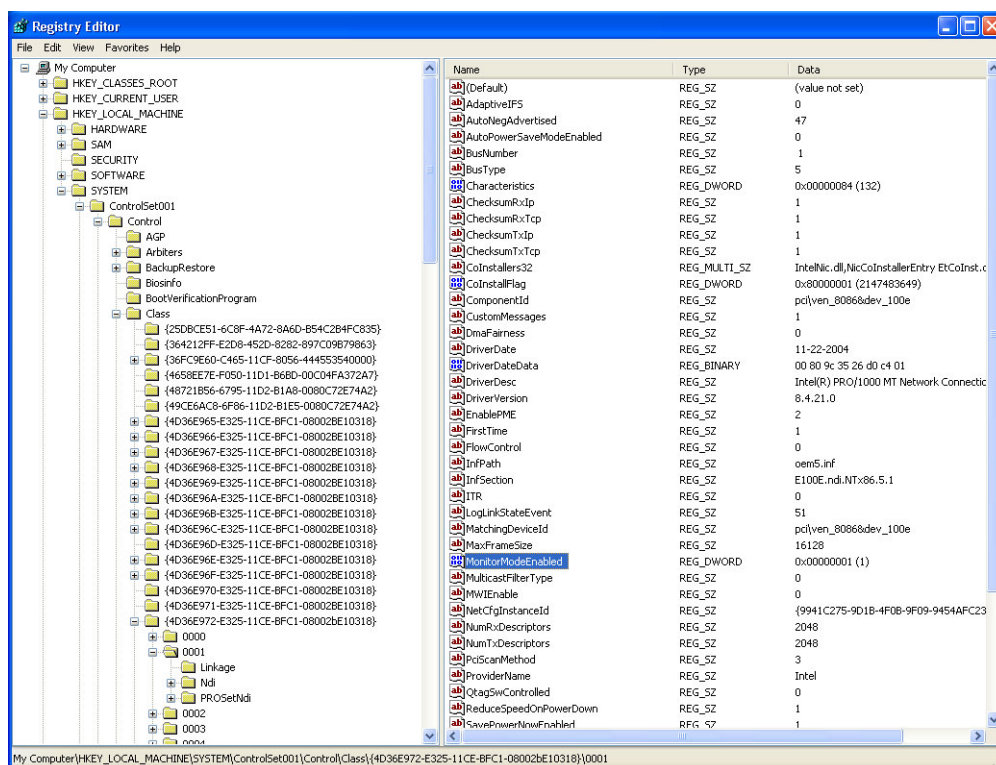 Registry Editor
File Edit View Favorites Help
My Computer
HKEY_CLASSES_ROOT
HKEY_CURRENT_USER
HKEY_LOCAL_MACHINE
HARDWARE
SAM
SECURITY
SOFTWARE
SYSTEM
ControlSet001
Control
AGP
Arbiters
BackupRestore
Biosinfo
BootVerificationProgram
Class
{25DBCE51-6C8F-4A72-8A6D-B54C2B4FC835}
{364212FF-E2D8-452D-8282-897C09B79863}
{36FC9E60-C465-11CF-8056-444553540000}
{4658EE7E-F050-11D1-B6BD-00C04FA372A7}
{48721B56-6795-11D2-B1A8-0080C72E74A2}
{49CE6AC8-6F86-11D2-B1E5-0080C72E74A2}
{4D36E965-E325-11CE-BFC1-08002BE10318}
{4D36E966-E325-11CE-BFC1-08002BE10318}
{4D36E967-E325-11CE-BFC1-08002BE10318}
{4D36E968-E325-11CE-BFC1-08002BE10318}
{4D36E969-E325-11CE-BFC1-08002BE10318}
{4D36E96A-E325-11CE-BFC1-08002BE10318}
{4D36E96B-E325-11CE-BFC1-08002BE10318}
{4D36E96C-E325-11CE-BFC1-08002BE10318}
{4D36E96D-E325-11CE-BFC1-08002BE10318}
{4D36E96E-E325-11CE-BFC1-08002BE10318}
{4D36E96F-E325-11CE-BFC1-08002BE10318}
{4D36E970-E325-11CE-BFC1-08002BE10318}
{4D36E971-E325-11CE-BFC1-08002BE10318}
{4D36E972-E325-11CE-BFC1-08002bE10318}
0000
0001
Linkage
Ndi
PROSetNdi
0002
0003
0004
Name Type Data
(Default) REG_SZ (value not set)
AdaptiveIFS REG_SZ 0
AutoNegAdvertised REG_SZ 47
AutoPowerSaveModeEnabled REG_SZ 0
BusNumber REG_SZ 1
BusType REG_SZ 5
Characteristics REG_DWORD 0x00000084 (132)
ChecksumRxIp REG_SZ 1
ChecksumRxTcp REG_SZ 1
ChecksumTxIp REG_SZ 1
ChecksumTxTcp REG_SZ 1
CoInstallers32 REG_MULTI_SZ IntelNic.dll,NicCoInstallerEntry EtCoInst.c
CoInstallFlag REG_DWORD 0x80000001 (2147483649)
ComponentId REG_SZ pci\ven_8086&dev_100e
CustomMessages REG_SZ 1
DmaFairness REG_SZ 0
DriverDate REG_SZ 11-22-2004
DriverDateData REG_BINARY 00 80 9c 35 26 d0 c4 01
DriverDesc REG_SZ Intel(R) PRO/1000 MT Network Connectic
DriverVersion REG_SZ 8.4.21.0
EnablePME REG_SZ 2
FirstTime REG_SZ 1
FlowControl REG_SZ 0
InfPath REG_SZ oem5.inf
InfSection REG_SZ E100E.ndi.NTx86.5.1
ITR REG_SZ 0
LogLinkStateEvent REG_SZ 51
MatchingDeviceId REG_SZ pci\ven_8086&dev_100e
MaxFrameSize REG_SZ 16128
MonitorModeEnabled REG_DWORD 0x00000001 (1)
MulticastFilterType REG_SZ 0
MWIEnable REG_SZ 0
NetCfgInstanceId REG_SZ {9941C275-9D1B-4F0B-9F09-9454AFC23
NumRxDescriptors REG_SZ 2048
NumTxDescriptors REG_SZ 2048
PciScanMethod REG_SZ 3
ProviderName REG_SZ Intel
QtagSwControlled REG_SZ 0
ReduceSpeedOnPowerDown REG_SZ 1
SavePowerNowEnabled REG_SZ 1
My Computer\HKEY_LOCAL_MACHINE\SYSTEM\ControlSet001\Control\Class\{4D36E972-E325-11CE-BFC1-08002bE10318}\0001